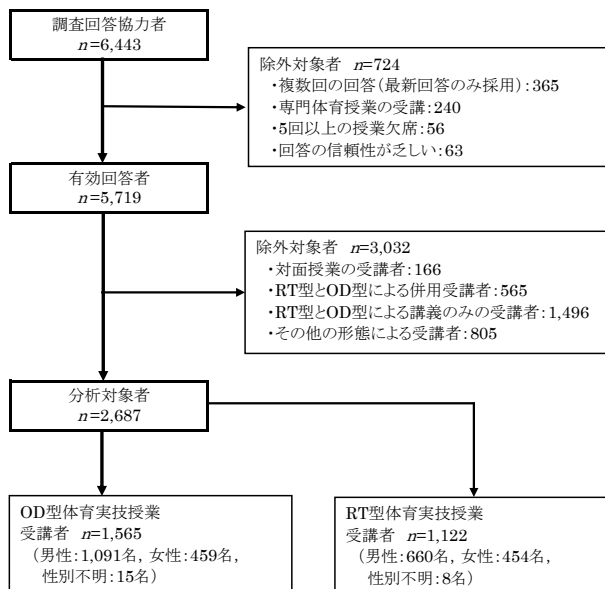 調査回答協力者
n=6,443
除外対象者 n=724
・複数回の回答(最新回答のみ採用):365
・専門体育授業の受講:240
・5回以上の授業欠席:56
・回答の信頼性が乏しい:63
有効回答者
n=5,719
除外対象者 n=3,032
・対面授業の受講者:166
・RT型とOD型による併用受講者:565
・RT型とOD型による講義のみの受講者:1,496
・その他の形態による受講者:805
分析対象者
n=2,687
OD型体育実技授業
受講者 n=1,565
(男性:1,091名, 女性:459名,
性別不明:15名)
RT型体育実技授業
受講者 n=1,122
(男性:660名, 女性:454名,
性別不明:8名)